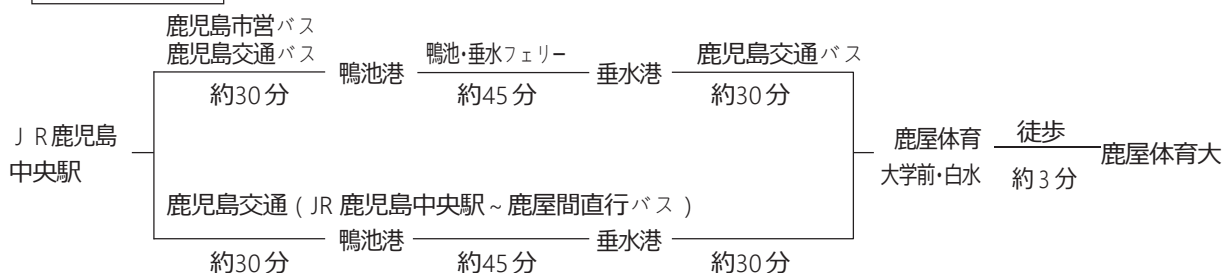 鹿児島市営バス
鹿児島交通バス 鴨池港 鴨池・垂水フェリー 垂水港 鹿児島交通バス
約30分 約45分 約30分
JR鹿児島
中央駅
鹿屋体育
大学前・白水
徒歩
約3分
鹿屋体育大
鹿児島交通(JR鹿児島中央駅~鹿屋間直行バス)
鴨池港 垂水港
約30分 約45分 約30分